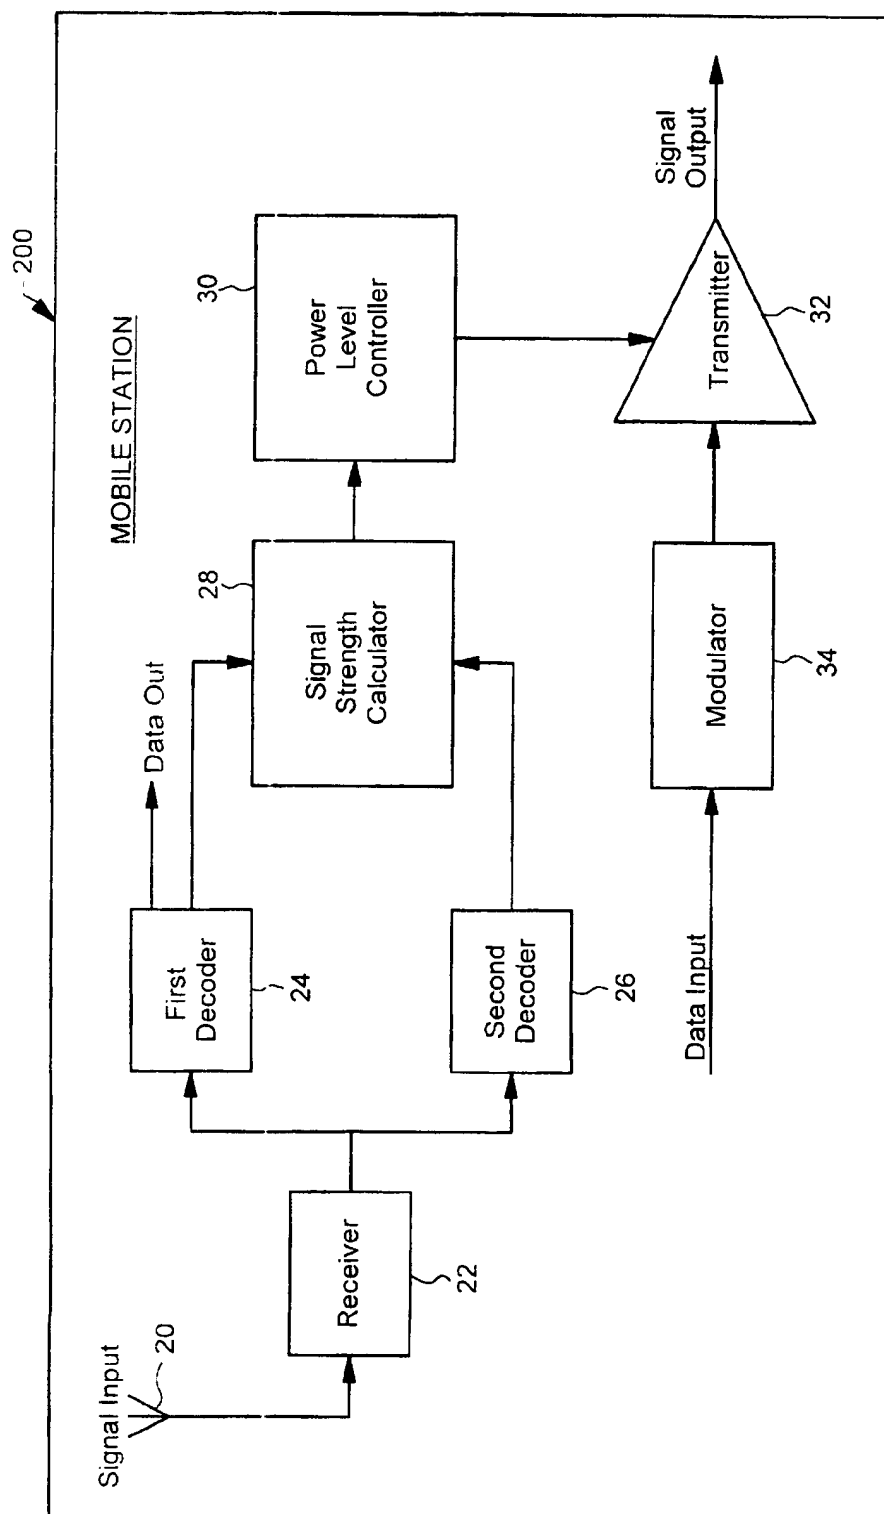 200
MOBILE STATION
Signal Input
20
Receiver
22
First
Decoder
24
Data Out
Second
Decoder
26
Signal
Strength
Calculator
28
Power
Level
Controller
30
Data Input
Modulator
34
Transmitter
32
Signal
Output